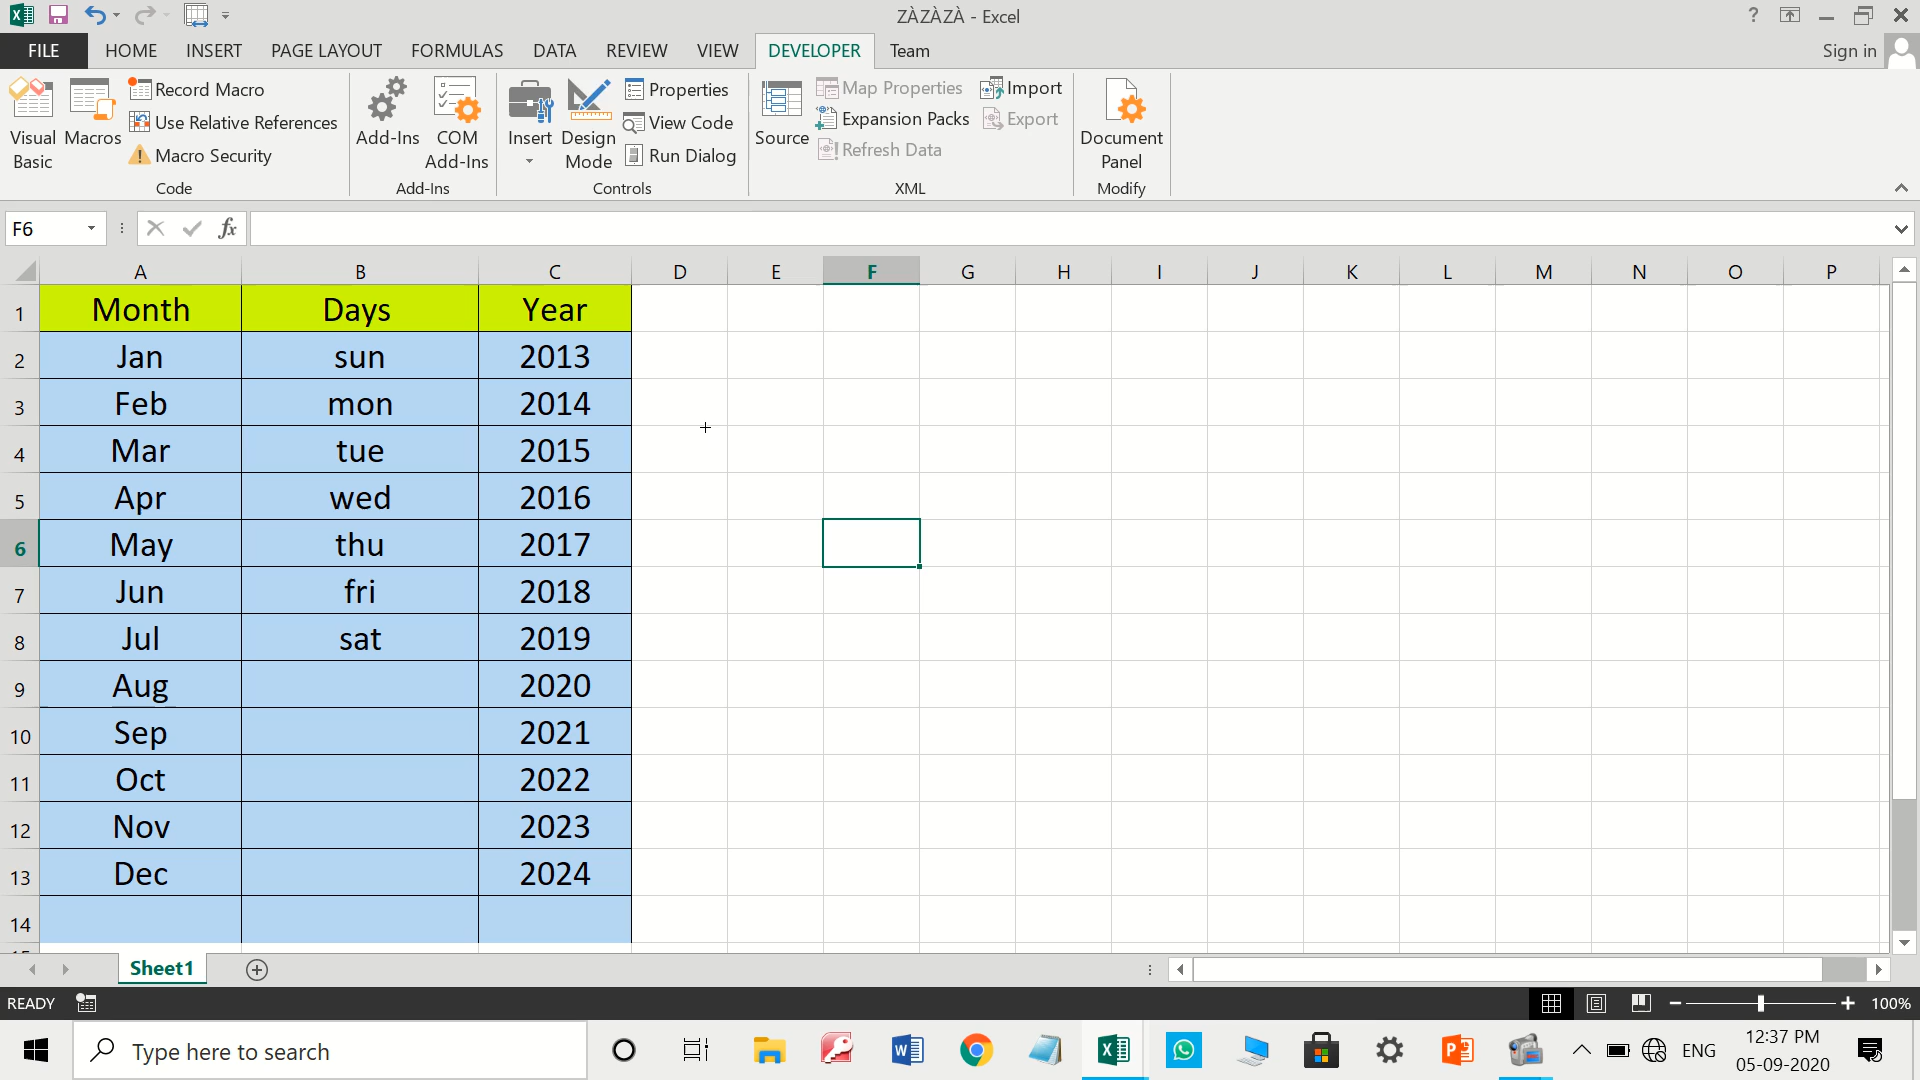 ZÀZÀZÀ - Excel
?
FILE HOME INSERT PAGE LAYOUT FORMULAS DATA REVIEW VIEW DEVELOPER Team Sign in
Visual Basic
Macros
Record Macro
Use Relative References
Macro Security
Code
Add-Ins
COM Add-Ins
Add-Ins
Insert
Design Mode
Properties
View Code
Run Dialog
Controls
Source
Map Properties
Expansion Packs
Refresh Data
Import
Export
XML
Document Panel
Modify
F6 fx
A B C D E F G H I J K L M N O P
1 Month Days Year
2 Jan sun 2013
3 Feb mon 2014
4 Mar tue 2015
5 Apr wed 2016
6 May thu 2017
7 Jun fri 2018
8 Jul sat 2019
9 Aug 2020
10 Sep 2021
11 Oct 2022
12 Nov 2023
13 Dec 2024
14
Sheet1
READY 100%
Type here to search
ENG
12:37 PM
05-09-2020